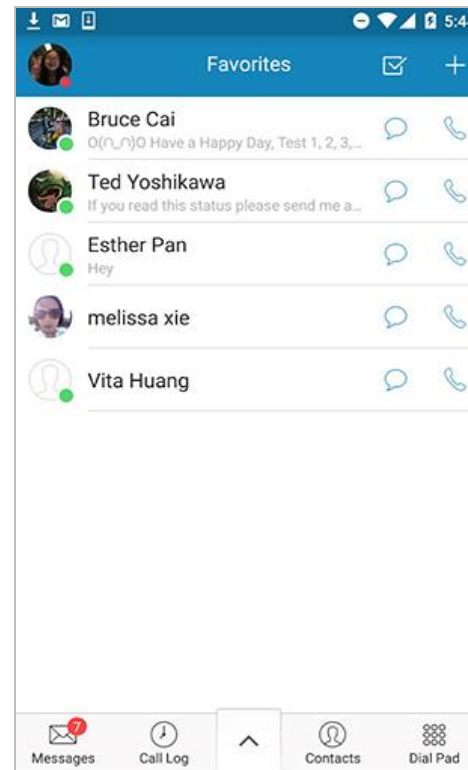 5:4
Favorites
Bruce Cai
O(∩_∩)O Have a Happy Day, Test 1, 2, 3,...
Ted Yoshikawa
If you read this status please send me a...
Esther Pan
Hey
melissa xie
Vita Huang
7
Messages
Call Log
Contacts
Dial Pad